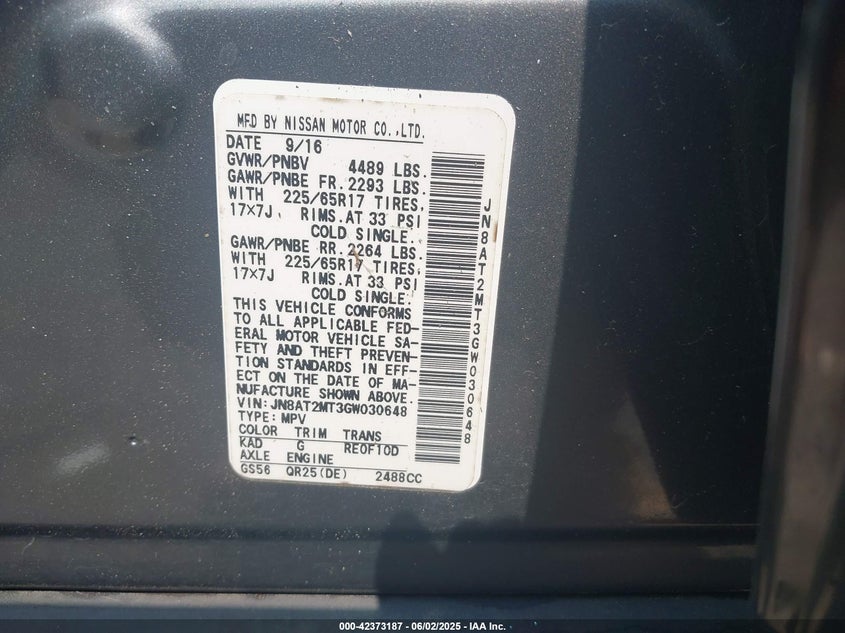 MFD BY NISSAN MOTOR CO.,LTD.
DATE 9/16
GVWR/PNBV 4489 LBS.
GAWR/PNBE FR. 2293 LBS.
WITH 225/65R17 TIRES,
17×7J RIMS.AT 33 PSI
COLD SINGLE.
GAWR/PNBE RR. 2264 LBS.
WITH 225/65R17 TIRES,
17×7J RIMS.AT 33 PSI
COLD SINGLE.
THIS VEHICLE CONFORMS
TO ALL APPLICABLE FED-
ERAL MOTOR VEHICLE SA-
FETY AND THEFT PREVEN-
TION STANDARDS IN EFF-
ECT ON THE DATE OF MA-
NUFACTURE SHOWN ABOVE.
VIN: JN8AT2MT3GW030648
TYPE: MPV
COLOR TRIM TRANS
KAD G REOF10D
AXLE ENGINE
GS56 QR25(DE) 2488CC
JN8AT2MT3GW030648
000-42373187 - 06/02/2025 - IAA Inc.